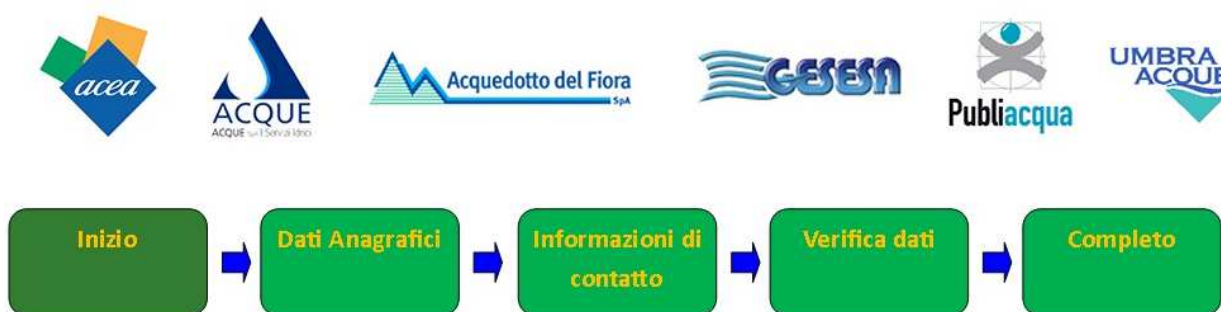 acea
ACQUE
ACQUE SpA I Servizi Idrici
Acquedotto del Fiora
SpA
GESESA
Publiacqua
UMBRA
ACQUE
Inizio
Dati Anagrafici
Informazioni di
contatto
Verifica dati
Completo